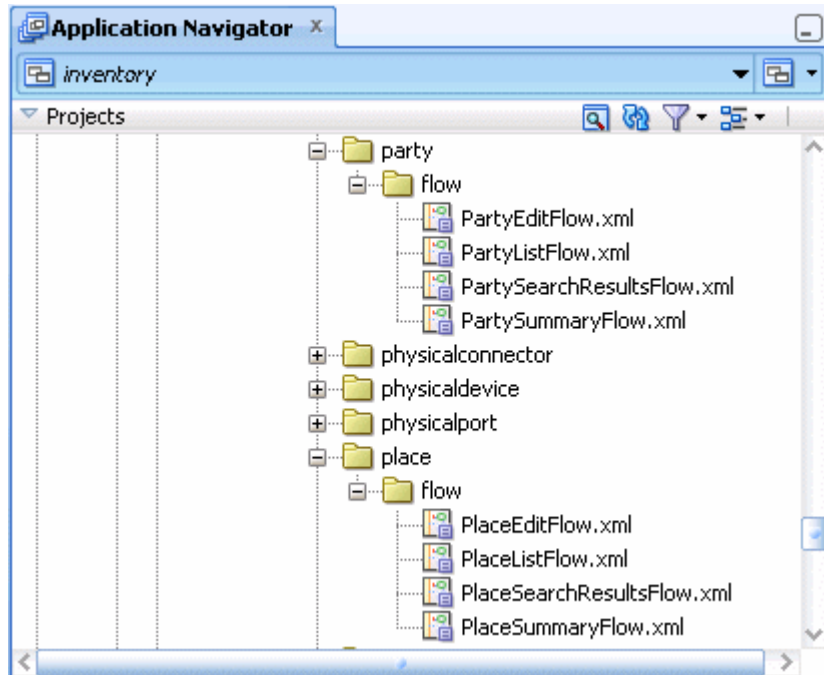 Application Navigator
inventory
Projects
party
flow
PartyEditFlow.xml
PartyListFlow.xml
PartySearchResultsFlow.xml
PartySummaryFlow.xml
physicalconnector
physicaldevice
physicalport
place
flow
PlaceEditFlow.xml
PlaceListFlow.xml
PlaceSearchResultsFlow.xml
PlaceSummaryFlow.xml